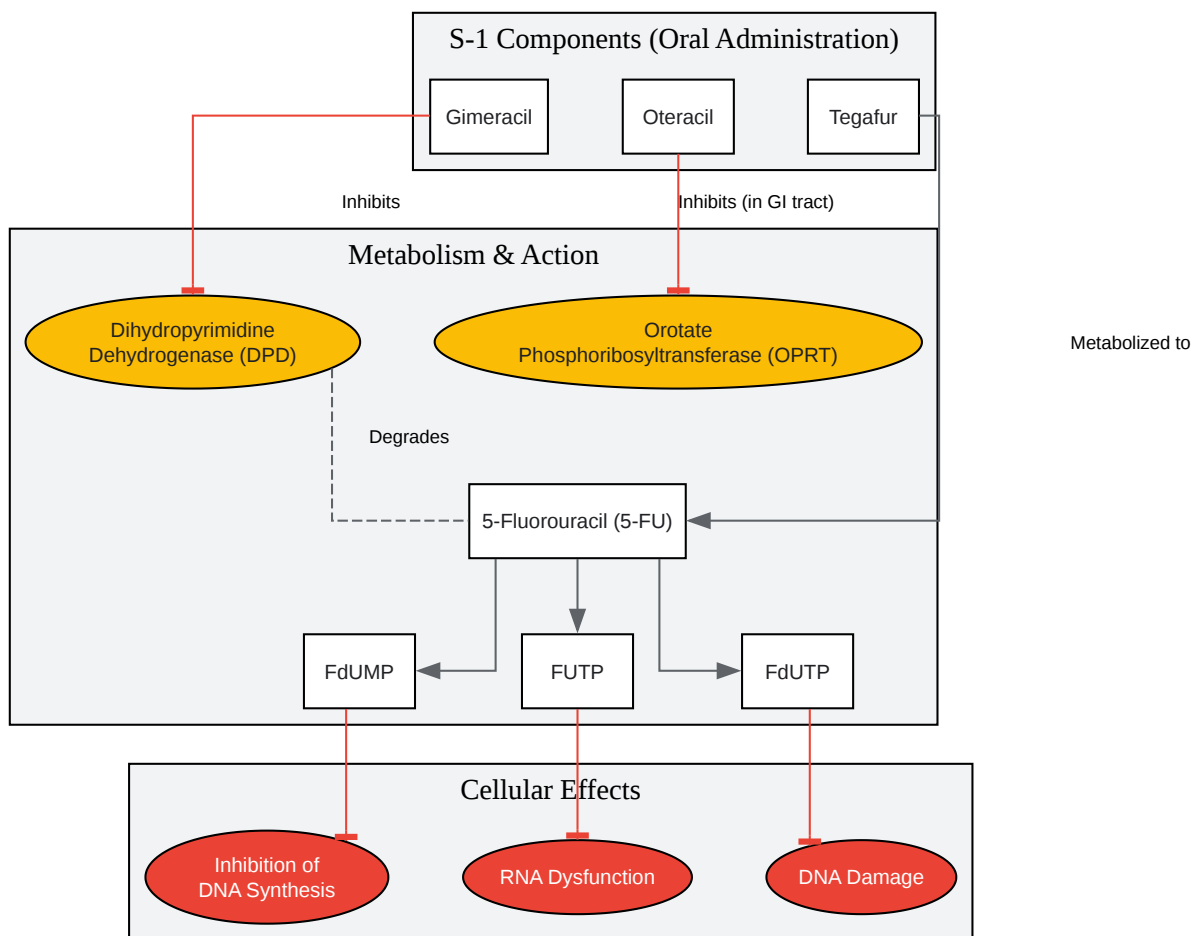 S-1 Components (Oral Administration)
Gimeracil
Oteracil
Tegafur
Inhibits
Inhibits (in GI tract)
Metabolism & Action
Dihydropyrimidine
Dehydrogenase (DPD)
Orotate
Phosphoribosyltransferase (OPRT)
Metabolized to
Degrades
5-Fluorouracil (5-FU)
FdUMP
FUTP
FdUTP
Cellular Effects
Inhibition of
DNA Synthesis
RNA Dysfunction
DNA Damage